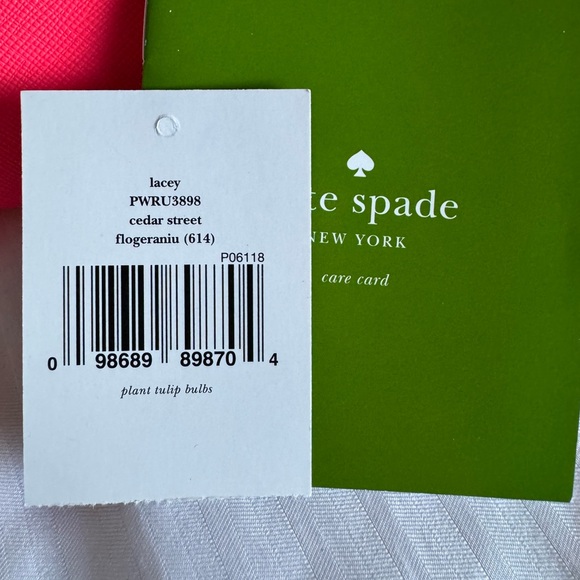 lacey
PWRU3898
cedar street
flogeraniu (614)
P06118
0 98689 89870 4
plant tulip bulbs
te spade
NEW YORK
care card